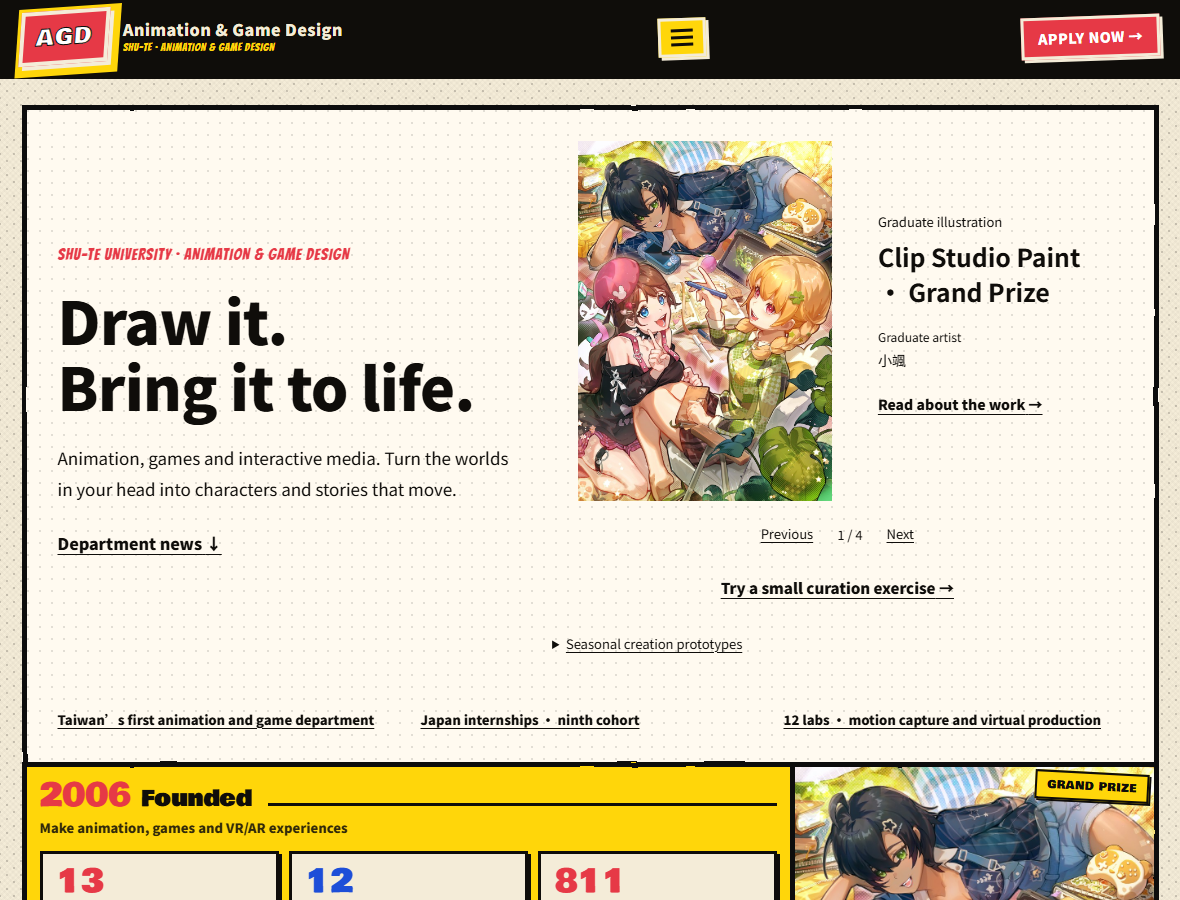 AGD
Animation & Game Design
SHU-TE · ANIMATION & GAME DESIGN
APPLY NOW →
SHU-TE UNIVERSITY · ANIMATION & GAME DESIGN
Draw it.
Bring it to life.
Animation, games and interactive media. Turn the worlds
in your head into characters and stories that move.
Department news ↓
Graduate illustration
Clip Studio Paint
・ Grand Prize
Graduate artist
小颯
Read about the work →
Previous
1 / 4
Next
Try a small curation exercise →
▶ Seasonal creation prototypes
Taiwan’s first animation and game department
Japan internships・ninth cohort
12 labs・motion capture and virtual production
2006 Founded
Make animation, games and VR/AR experiences
13
12
811
GRAND PRIZE